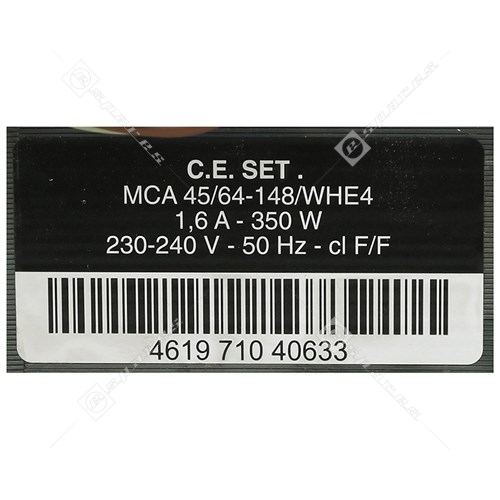 C.E. SET .
MCA 45/64-148/WHE4
1,6 A - 350 W
230-240 V - 50 Hz - cl F/F
4619 710 40633